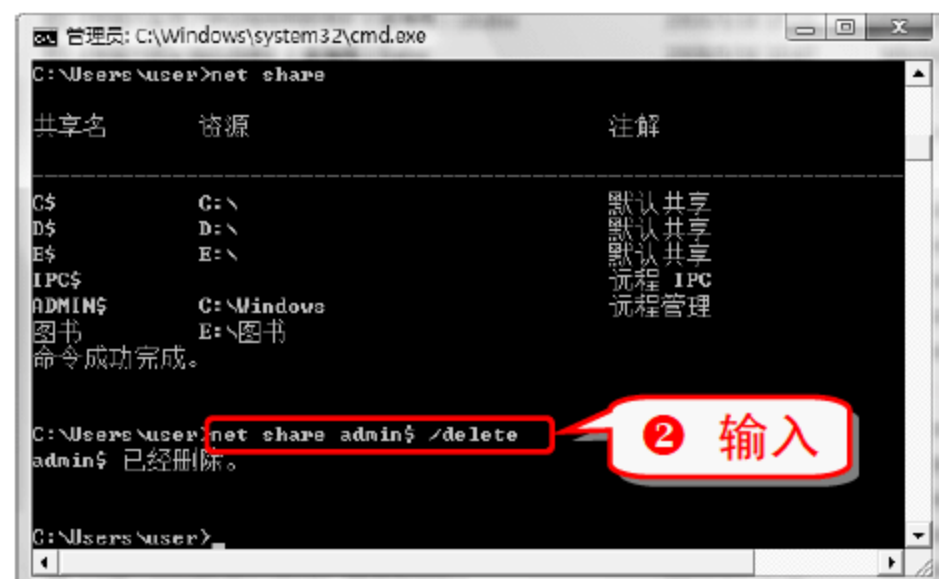 管理员: C:\Windows\system32\cmd.exe
C:\Users\user>net share
共享名 资源 注解
-------------------------------------------------------------------------------
C$ C:\ 默认共享
D$ D:\ 默认共享
E$ E:\ 默认共享
IPC$ 远程 IPC
ADMIN$ C:\Windows 远程管理
图书 E:\图书
命令成功完成。
C:\Users\user>net share admin$ /delete
❷ 输入
admin$ 已经删除。
C:\Users\user>_